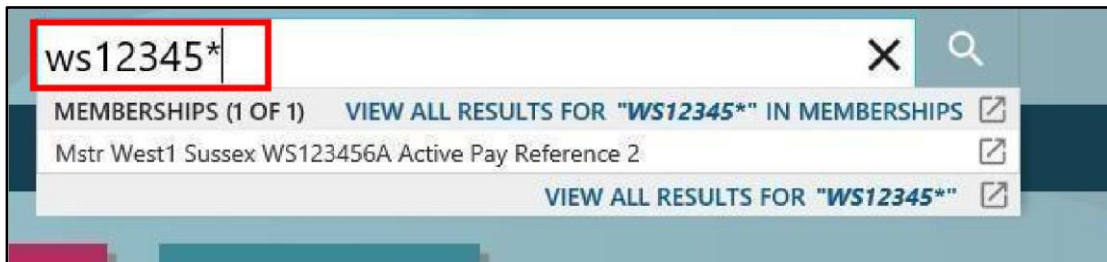 ws12345*
MEMBERSHIPS (1 OF 1) VIEW ALL RESULTS FOR "WS12345*" IN MEMBERSHIPS
Mstr West1 Sussex WS123456A Active Pay Reference 2
VIEW ALL RESULTS FOR "WS12345*"